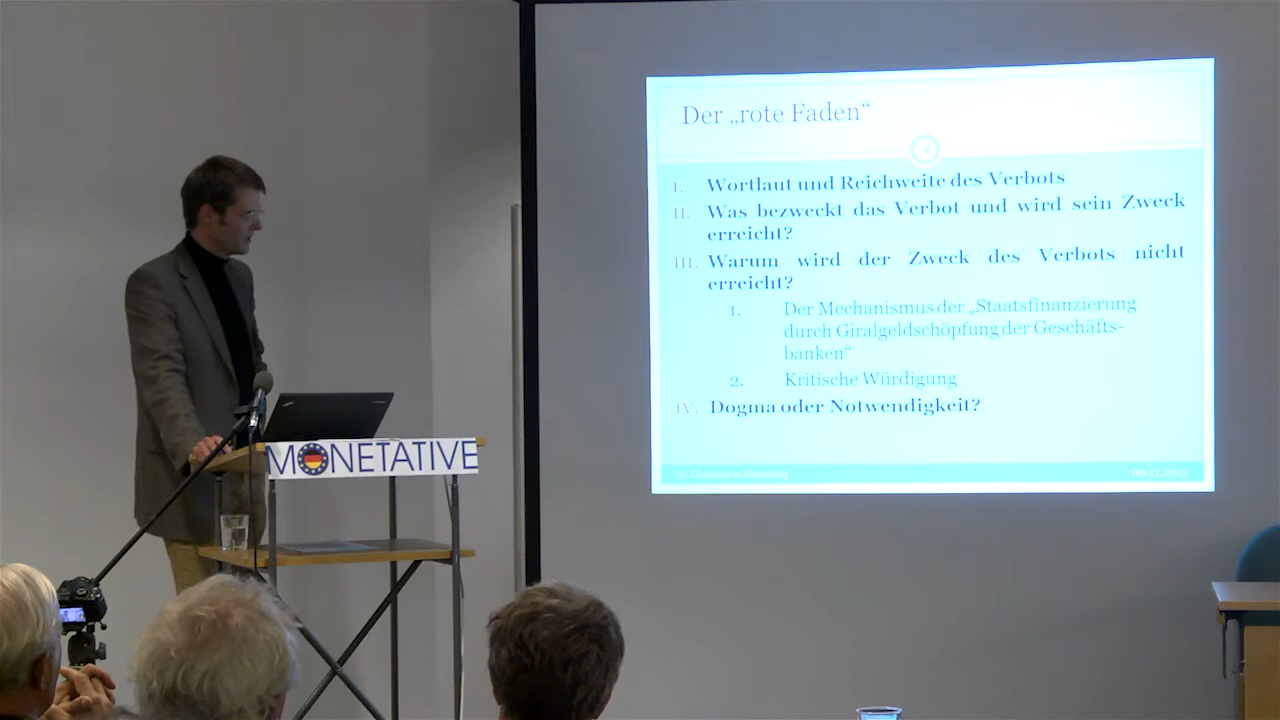 Der „rote Faden“
I. Wortlaut und Reichweite des Verbots
II. Was bezweckt das Verbot und wird sein Zweck
erreicht?
III. Warum wird der Zweck des Verbots nicht
erreicht?
1. Der Mechanismus der „Staatsfinanzierung
durch Giralgeldschöpfung der Geschäfts-
banken“
2. Kritische Würdigung
IV. Dogma oder Notwendigkeit?
MONETATIVE